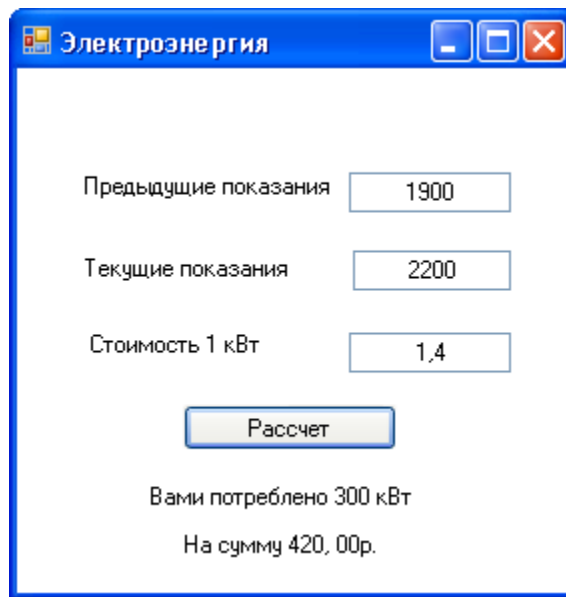 Электроэнергия
Предыдущие показания 1900
Текущие показания 2200
Стоимость 1 кВт 1,4
Рассчет
Вами потреблено 300 кВт
На сумму 420, 00р.